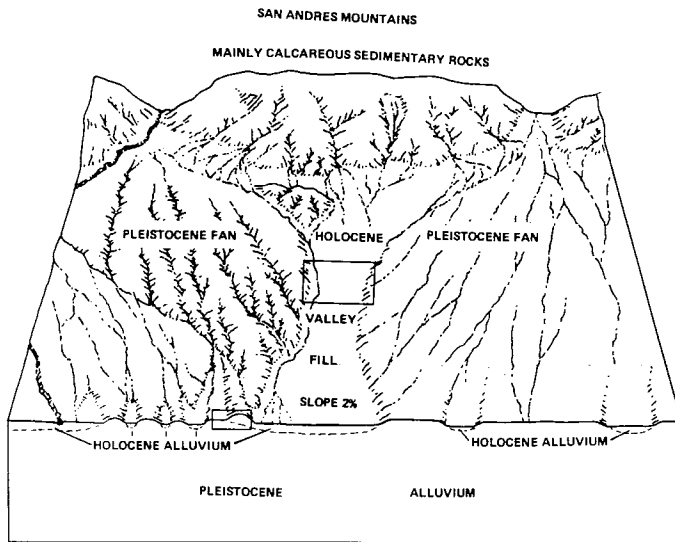 SAN ANDRES MOUNTAINS
MAINLY CALCAREOUS SEDIMENTARY ROCKS
PLEISTOCENE FAN
HOLOCENE
PLEISTOCENE FAN
VALLEY
FILL
SLOPE 2%
HOLOCENE ALLUVIUM
HOLOCENE ALLUVIUM
PLEISTOCENE
ALLUVIUM